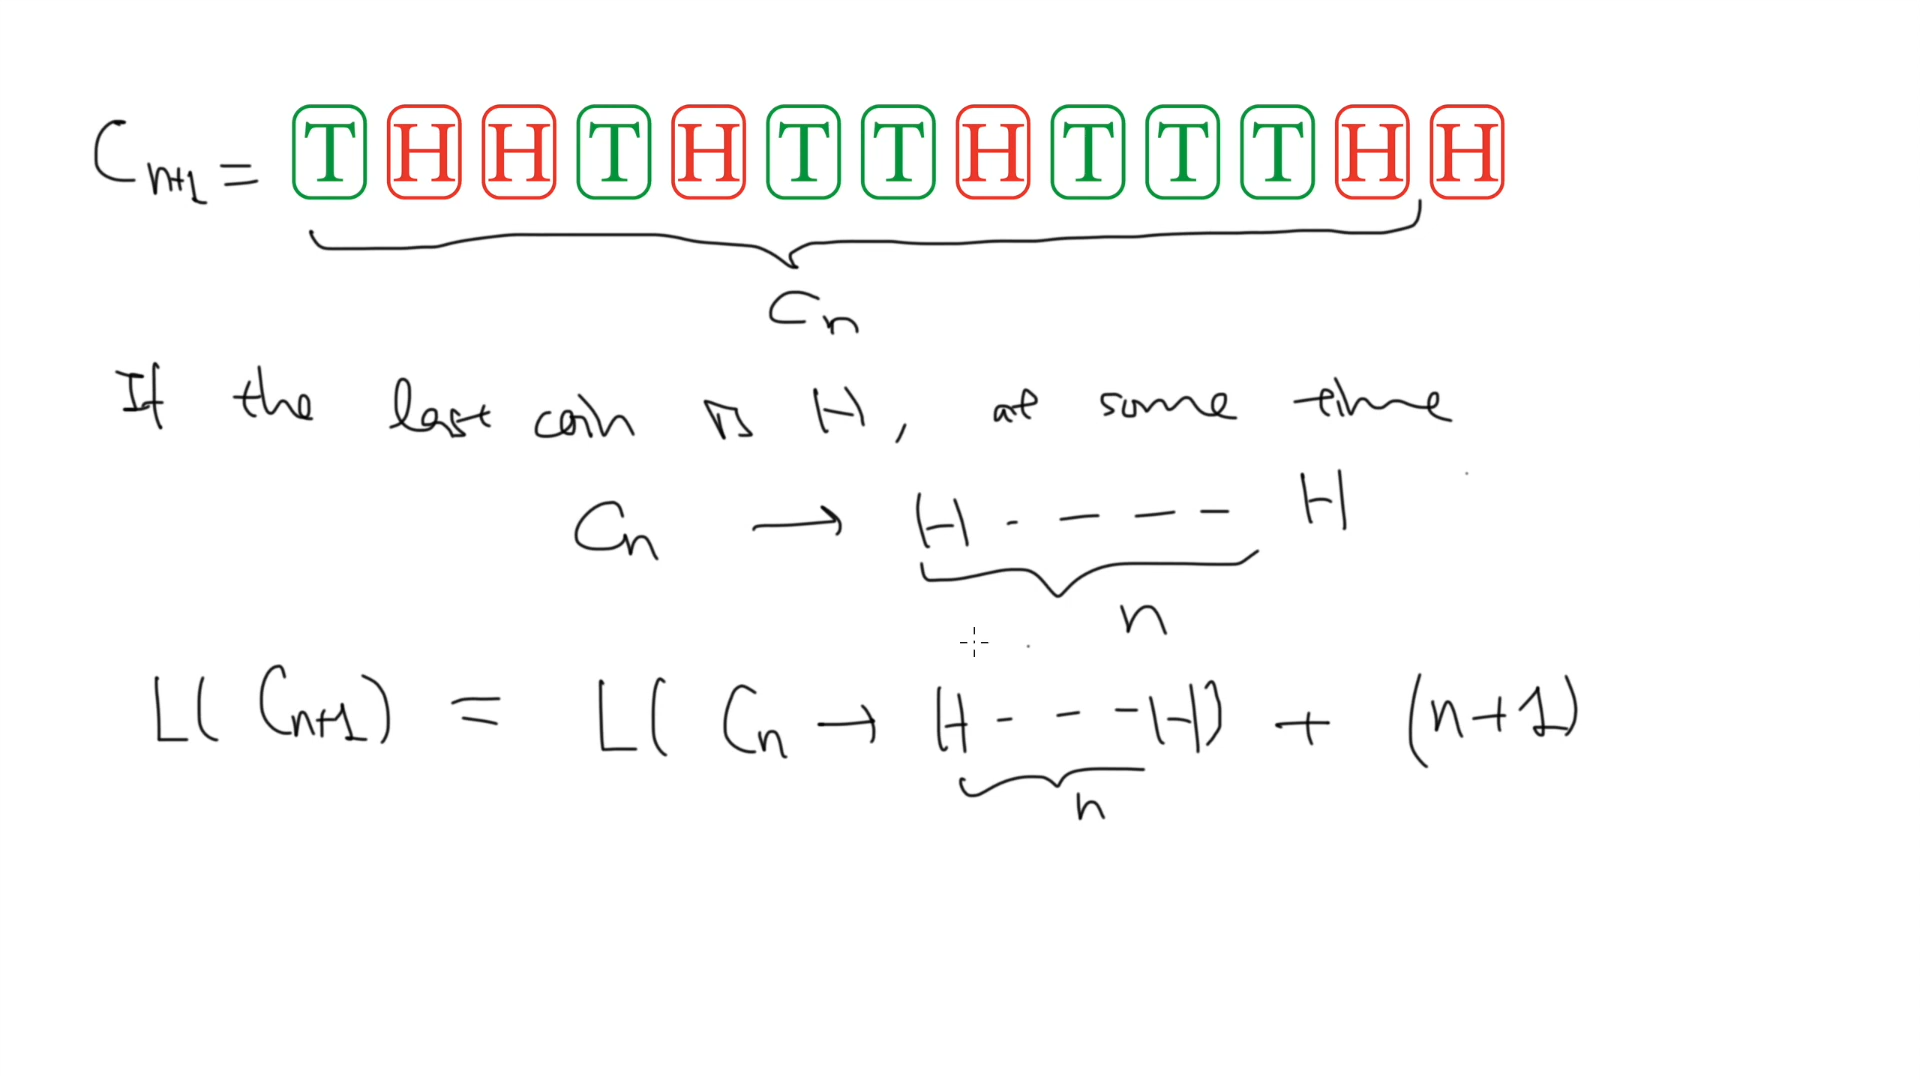 C_{n+1} = T H H T H T T H T T T H H
C_n
If the last coin is H, at some time
C_n → H - - - - H
n
L(C_{n+1}) = L(C_n → H - - - H) + (n+1)
n